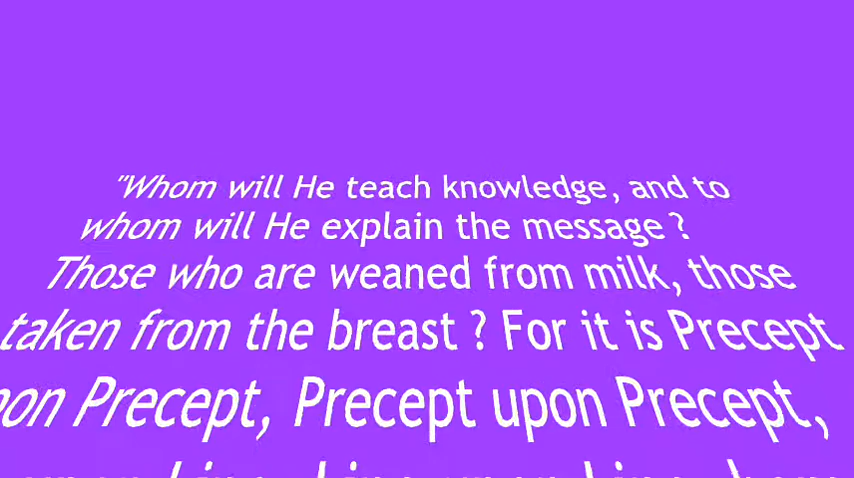 "Whom will He teach knowledge, and to
whom will He explain the message?
Those who are weaned from milk, those
taken from the breast? For it is Precept
Precept, Precept upon Precept,